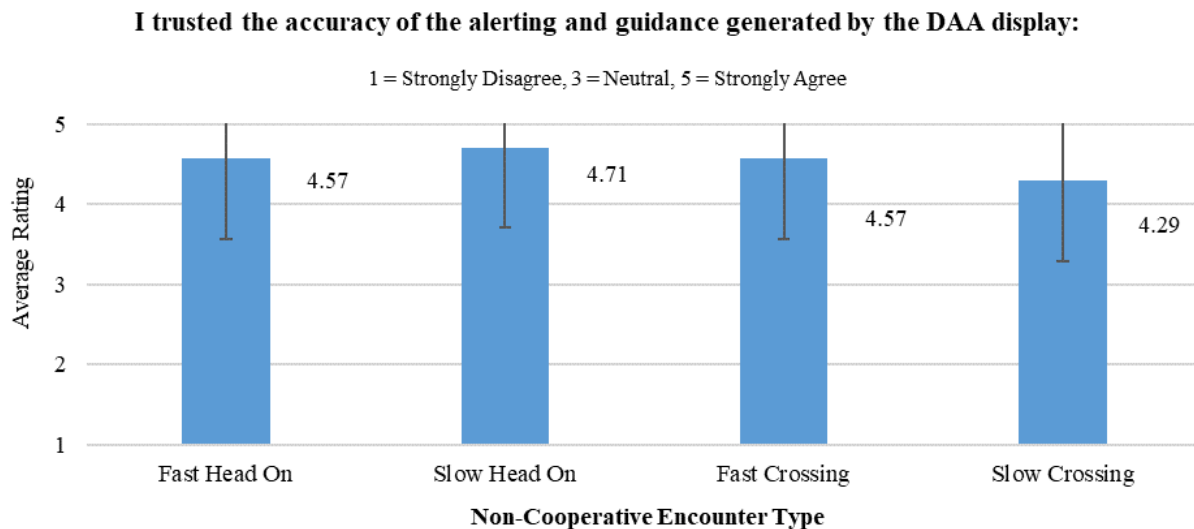 I trusted the accuracy of the alerting and guidance generated by the DAA display:
1 = Strongly Disagree, 3 = Neutral, 5 = Strongly Agree
Average Rating
5
4
3
2
1
4.57
4.71
4.57
4.29
Fast Head On
Slow Head On
Fast Crossing
Slow Crossing
Non-Cooperative Encounter Type